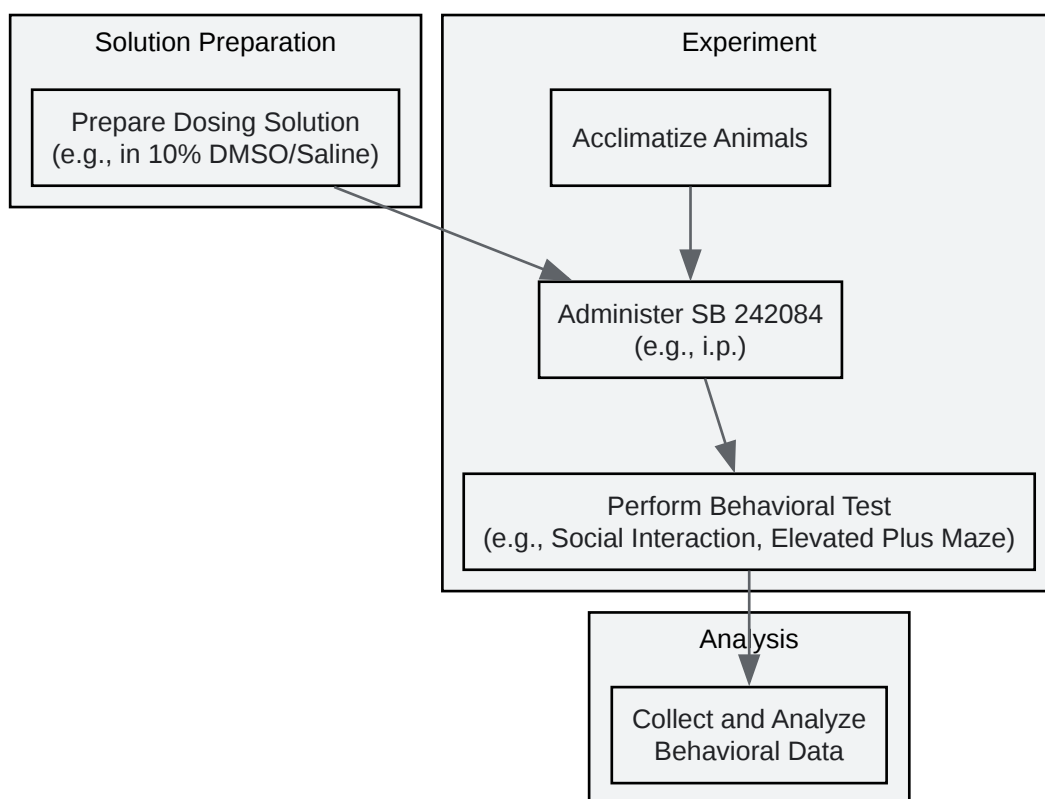 Solution Preparation
Prepare Dosing Solution
(e.g., in 10% DMSO/Saline)
Experiment
Acclimatize Animals
Administer SB 242084
(e.g., i.p.)
Perform Behavioral Test
(e.g., Social Interaction, Elevated Plus Maze)
Analysis
Collect and Analyze
Behavioral Data